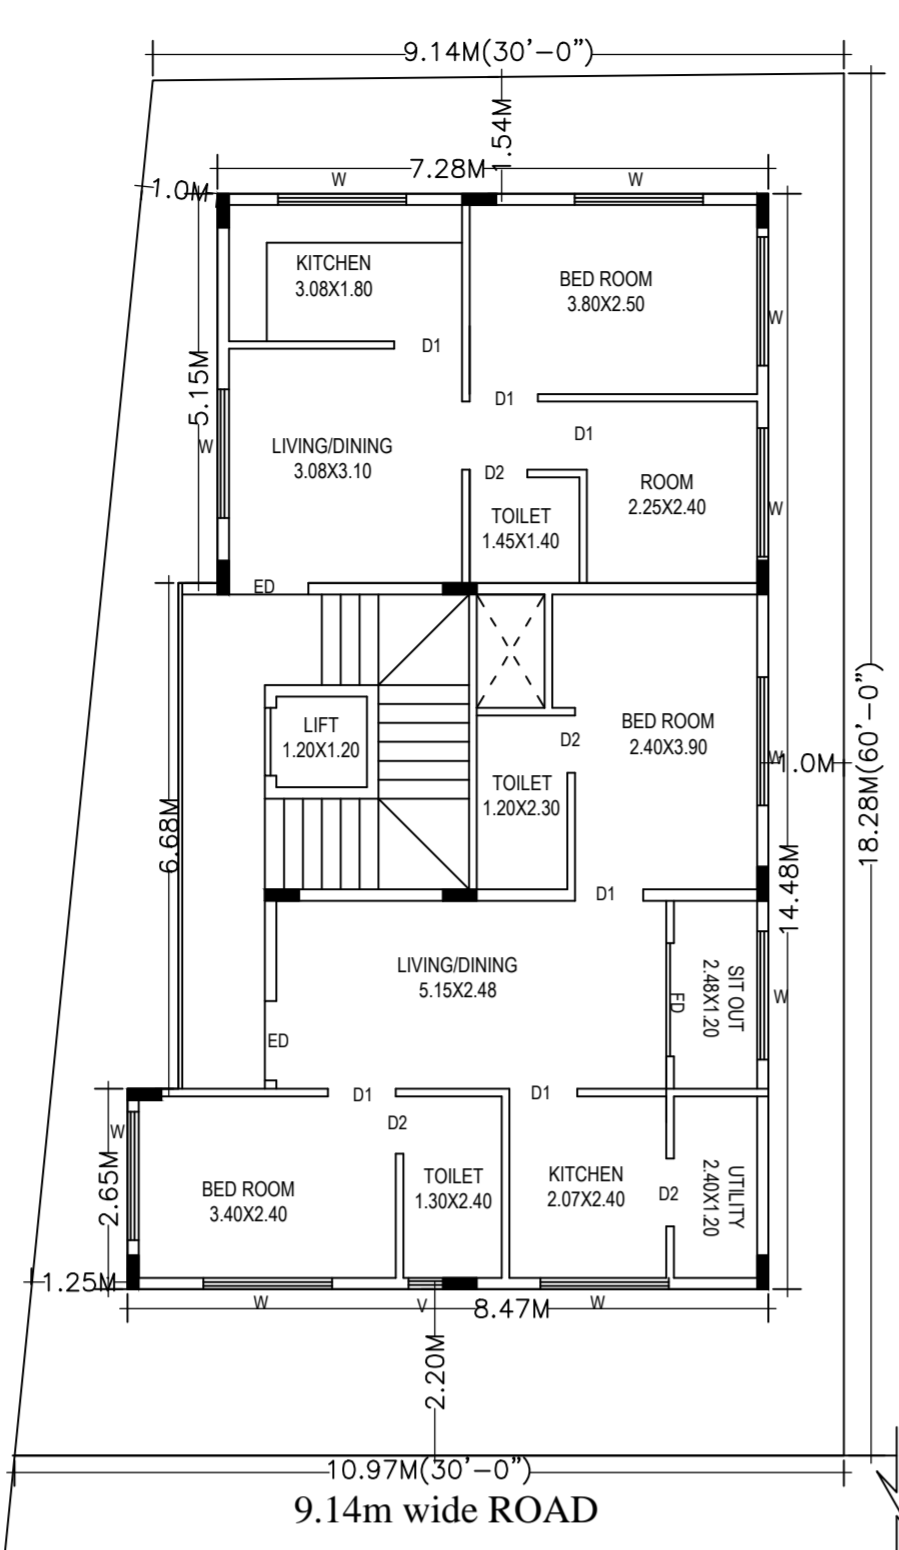 9.14M(30'-0")
1.54M
7.28M
1.0M
W
W
KITCHEN
3.08X1.80
BED ROOM
3.80X2.50
W
D1
5.15M
D1
D1
W
LIVING/DINING
3.08X3.10
D2
ROOM
2.25X2.40
W
TOILET
1.45X1.40
ED
LIFT
1.20X1.20
BED ROOM
2.40X3.90
D2
W
1.0M
18.28M(60'-0")
TOILET
1.20X2.30
6.68M
14.48M
D1
LIVING/DINING
5.15X2.48
SIT OUT
2.48X1.20
ED
W
ED
D1
D1
D2
W
2.65M
BED ROOM
3.40X2.40
TOILET
1.30X2.40
KITCHEN
2.07X2.40
D2
UTILITY
2.40X1.20
1.25M
W
V
W
8.47M
2.20M
10.97M(30'-0")
9.14m wide ROAD